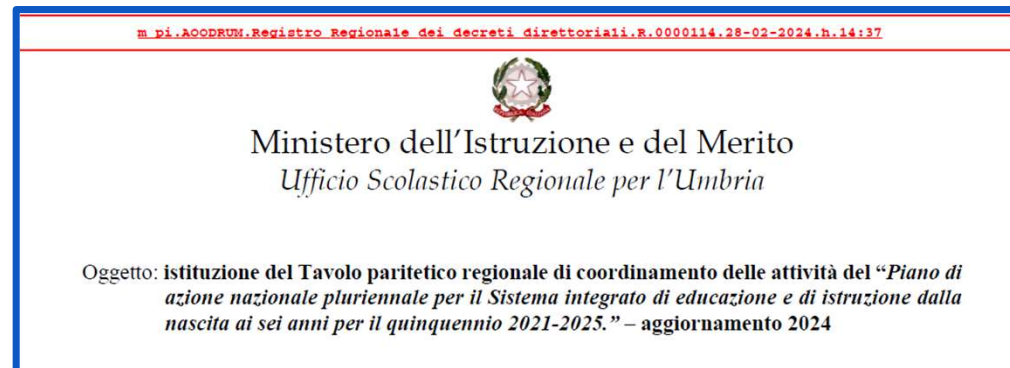 m_pi.AOODRUM.Registro Regionale dei decreti direttoriali.R.0000114.28-02-2024.h.14:37
Ministero dell'Istruzione e del Merito
Ufficio Scolastico Regionale per l'Umbria
Oggetto: istituzione del Tavolo paritetico regionale di coordinamento delle attività del “Piano di
azione nazionale pluriennale per il Sistema integrato di educazione e di istruzione dalla
nascita ai sei anni per il quinquennio 2021-2025.” – aggiornamento 2024